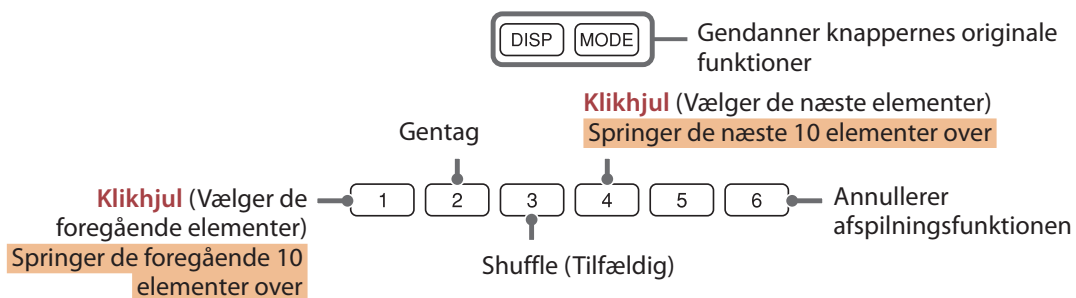 DISP MODE
Gendanner knappernes originale
funktioner
Klikhjul (Vælger de næste elementer)
Springer de næste 10 elementer over
Gentag
Klikhjul (Vælger de
foregående elementer)
Springer de foregående 10
elementer over
1 2 3 4 5 6
Annullerer
afspilningsfunktionen
Shuffle (Tilfældig)